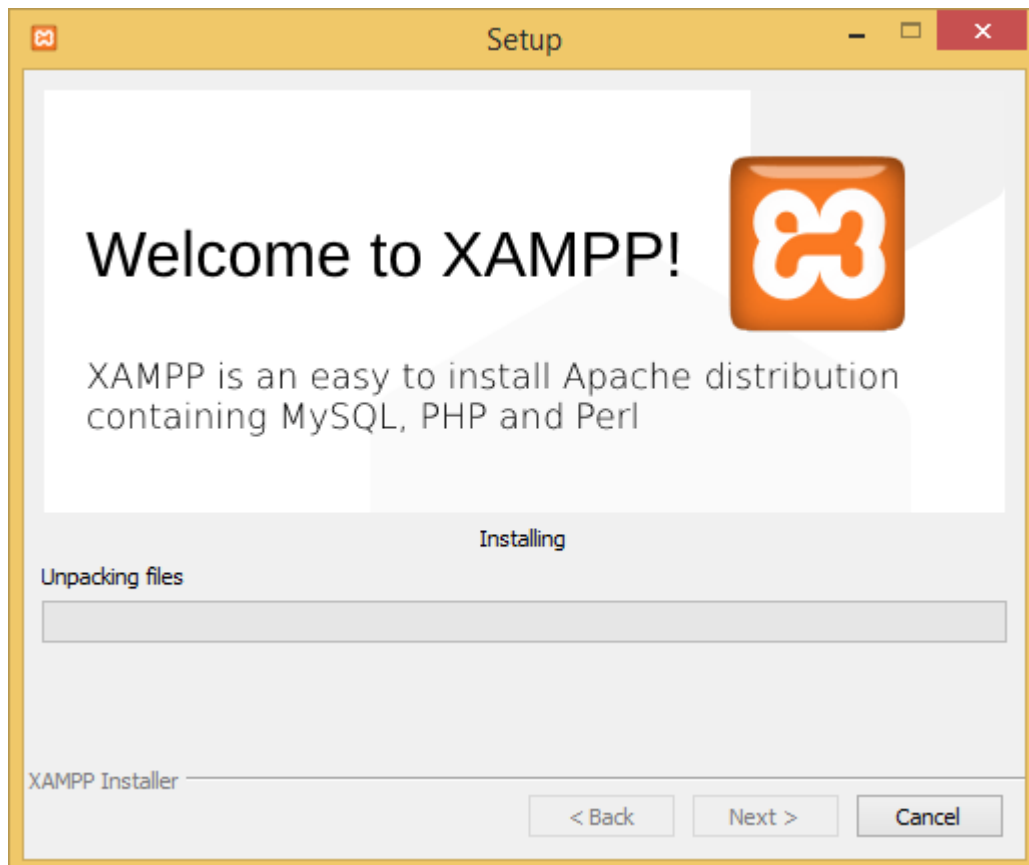 Setup
Welcome to XAMPP!
XAMPP is an easy to install Apache distribution
containing MySQL, PHP and Perl
Installing
Unpacking files
XAMPP Installer
< Back
Next >
Cancel